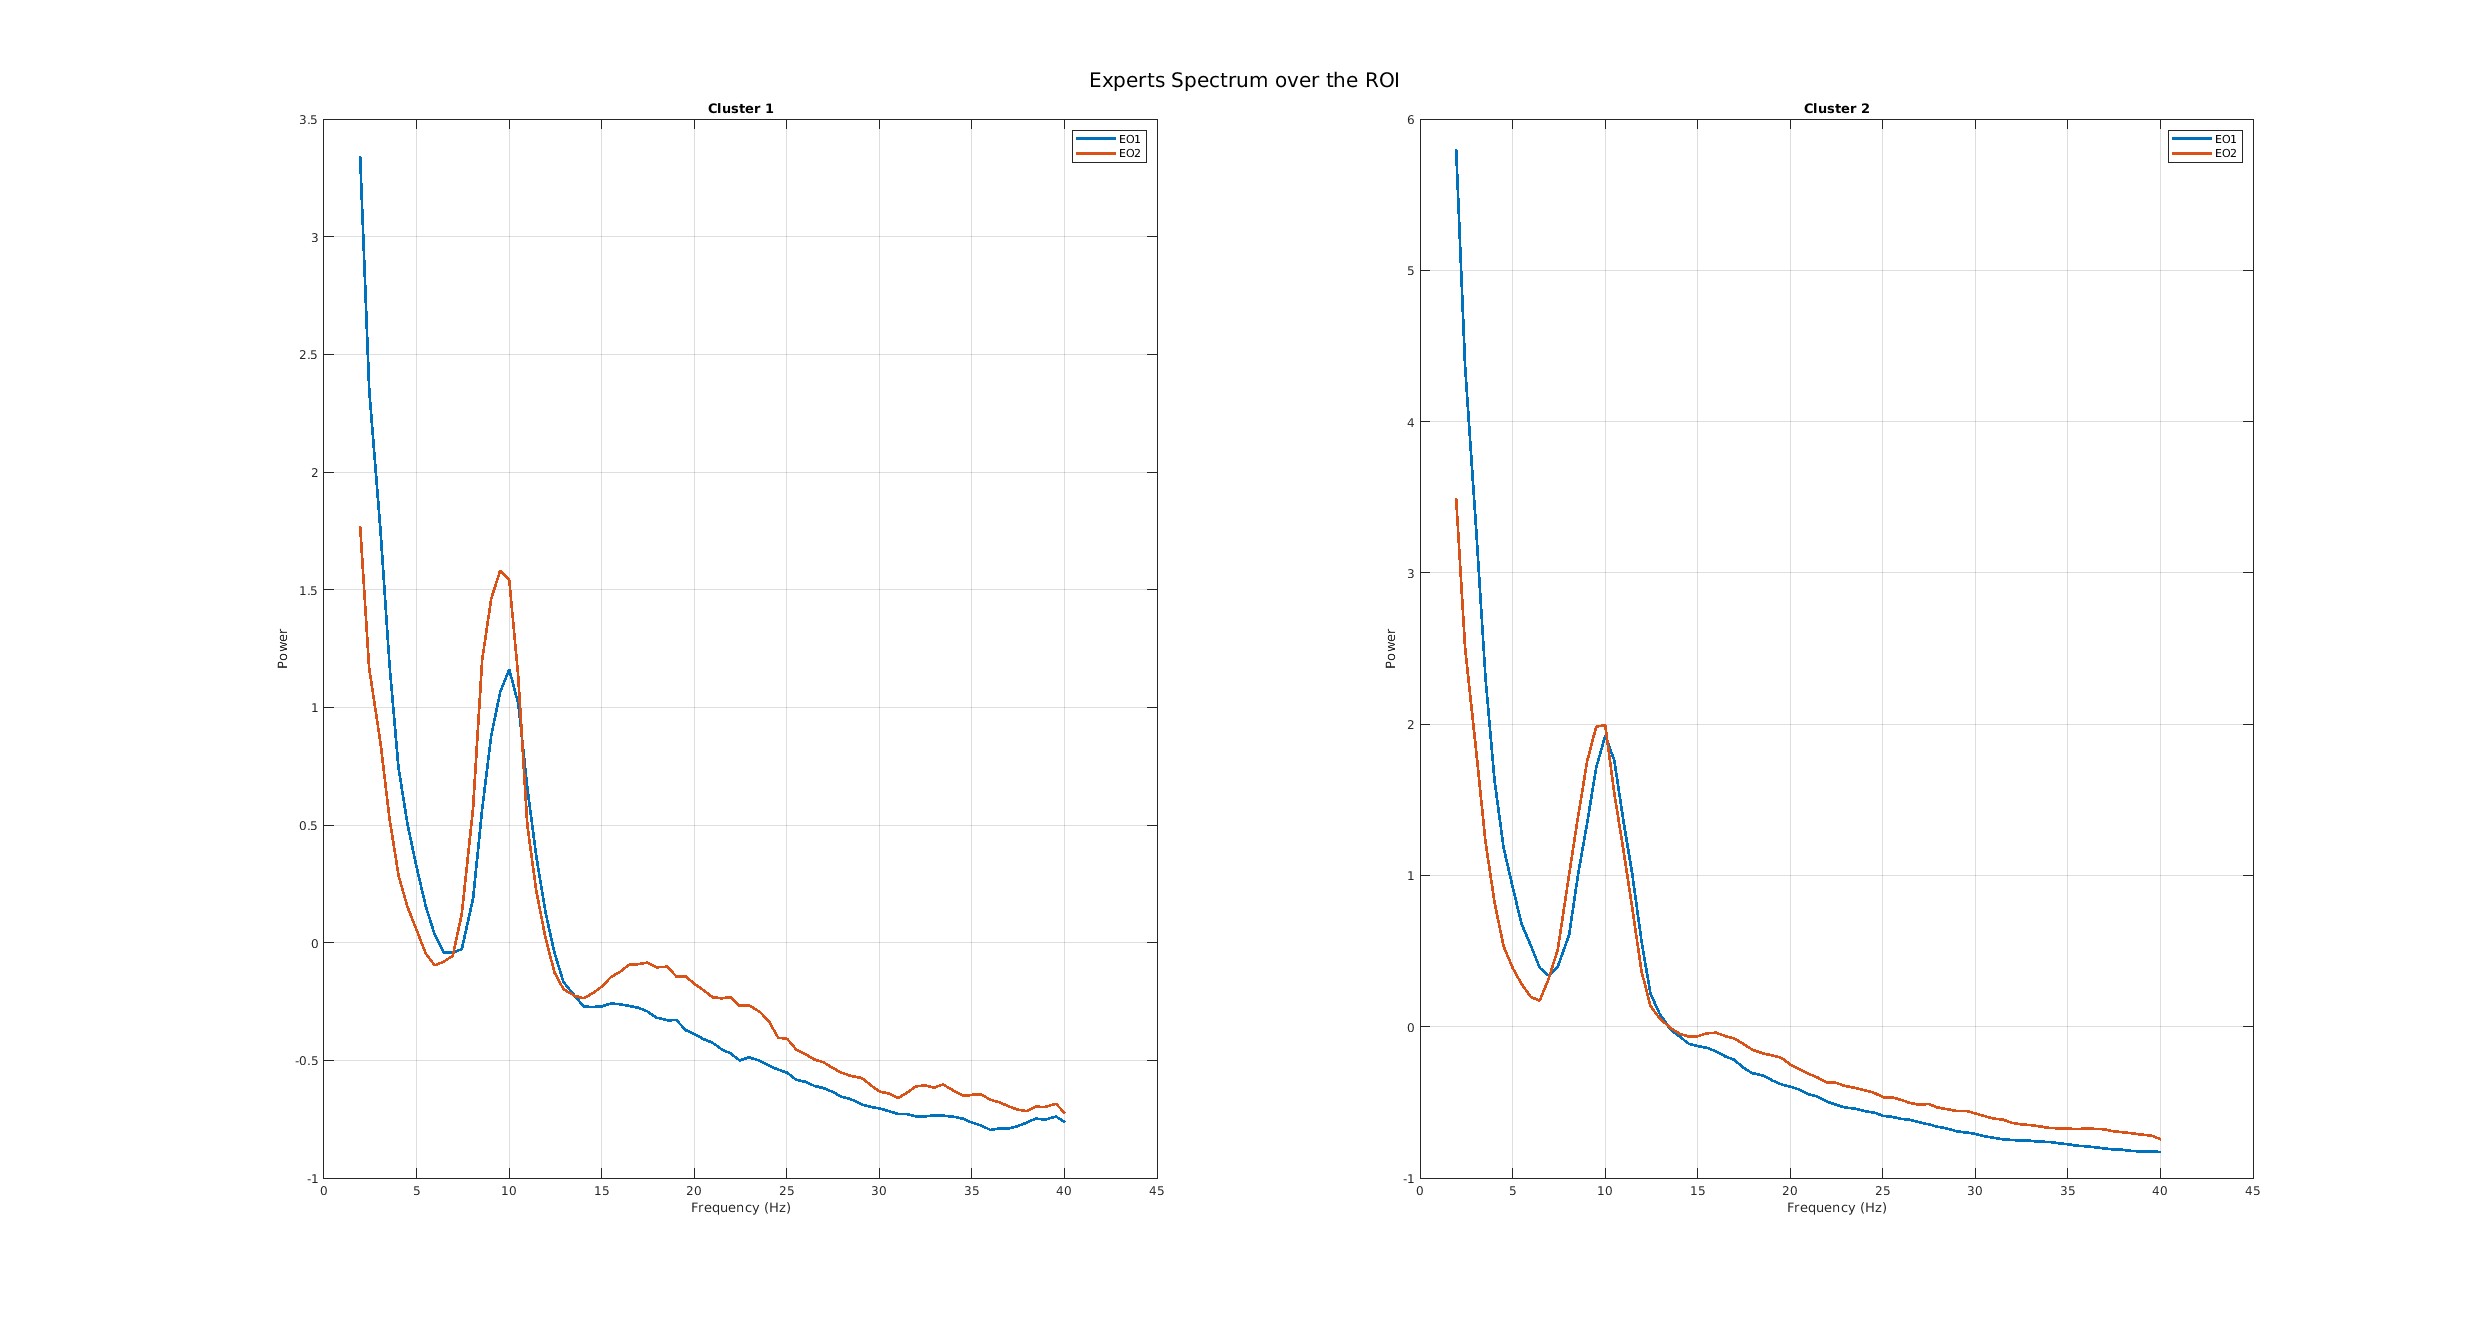 Experts Spectrum over the ROI
Cluster 1
3.5
3
2.5
2
1.5
1
0.5
0
-0.5
-1
Power
0 5 10 15 20 25 30 35 40 45
Frequency (Hz)
EO1
EO2
Cluster 2
6
5
4
3
2
1
0
-1
Power
0 5 10 15 20 25 30 35 40 45
Frequency (Hz)
EO1
EO2